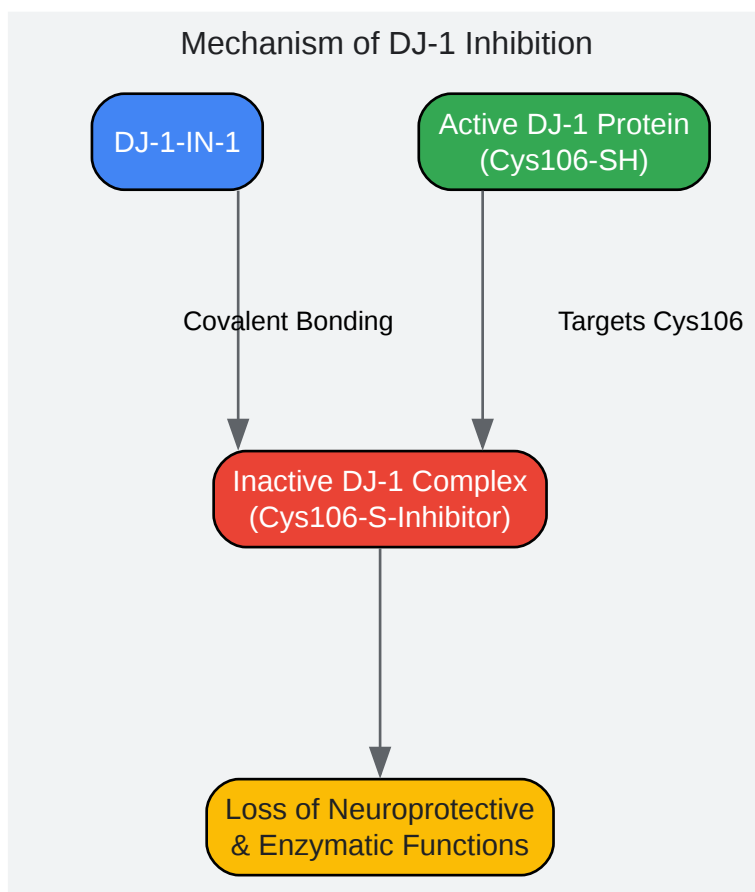 Mechanism of DJ-1 Inhibition
DJ-1-IN-1
Active DJ-1 Protein
(Cys106-SH)
Covalent Bonding
Targets Cys106
Inactive DJ-1 Complex
(Cys106-S-Inhibitor)
Loss of Neuroprotective
& Enzymatic Functions